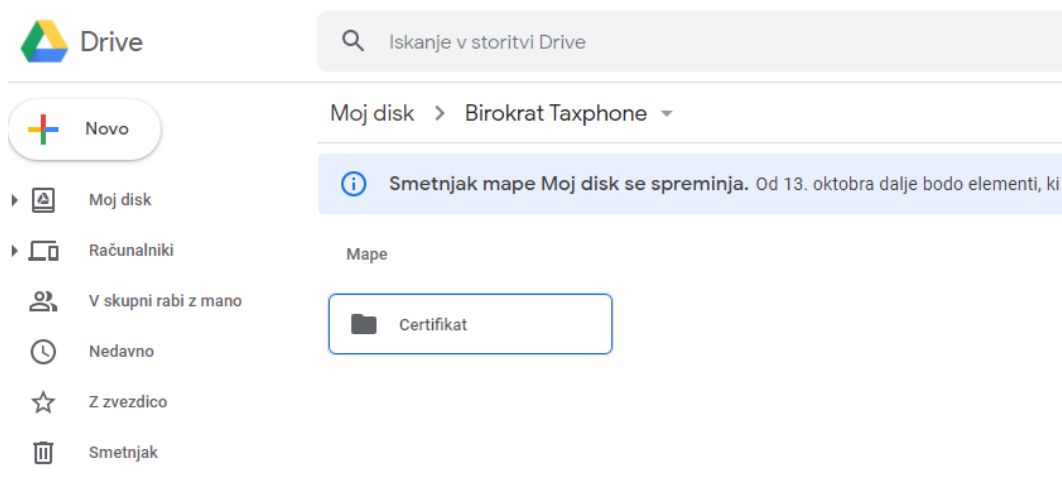 Drive
Iskanje v storitvi Drive
Novo
Moj disk > Birokrat Taxphone
Smetnjak mape Moj disk se spreminja. Od 13. oktobra dalje bodo elementi, ki
Moj disk
Računalniki
V skupni rabi z mano
Nedavno
Z zvezdico
Smetnjak
Mape
Certifikat